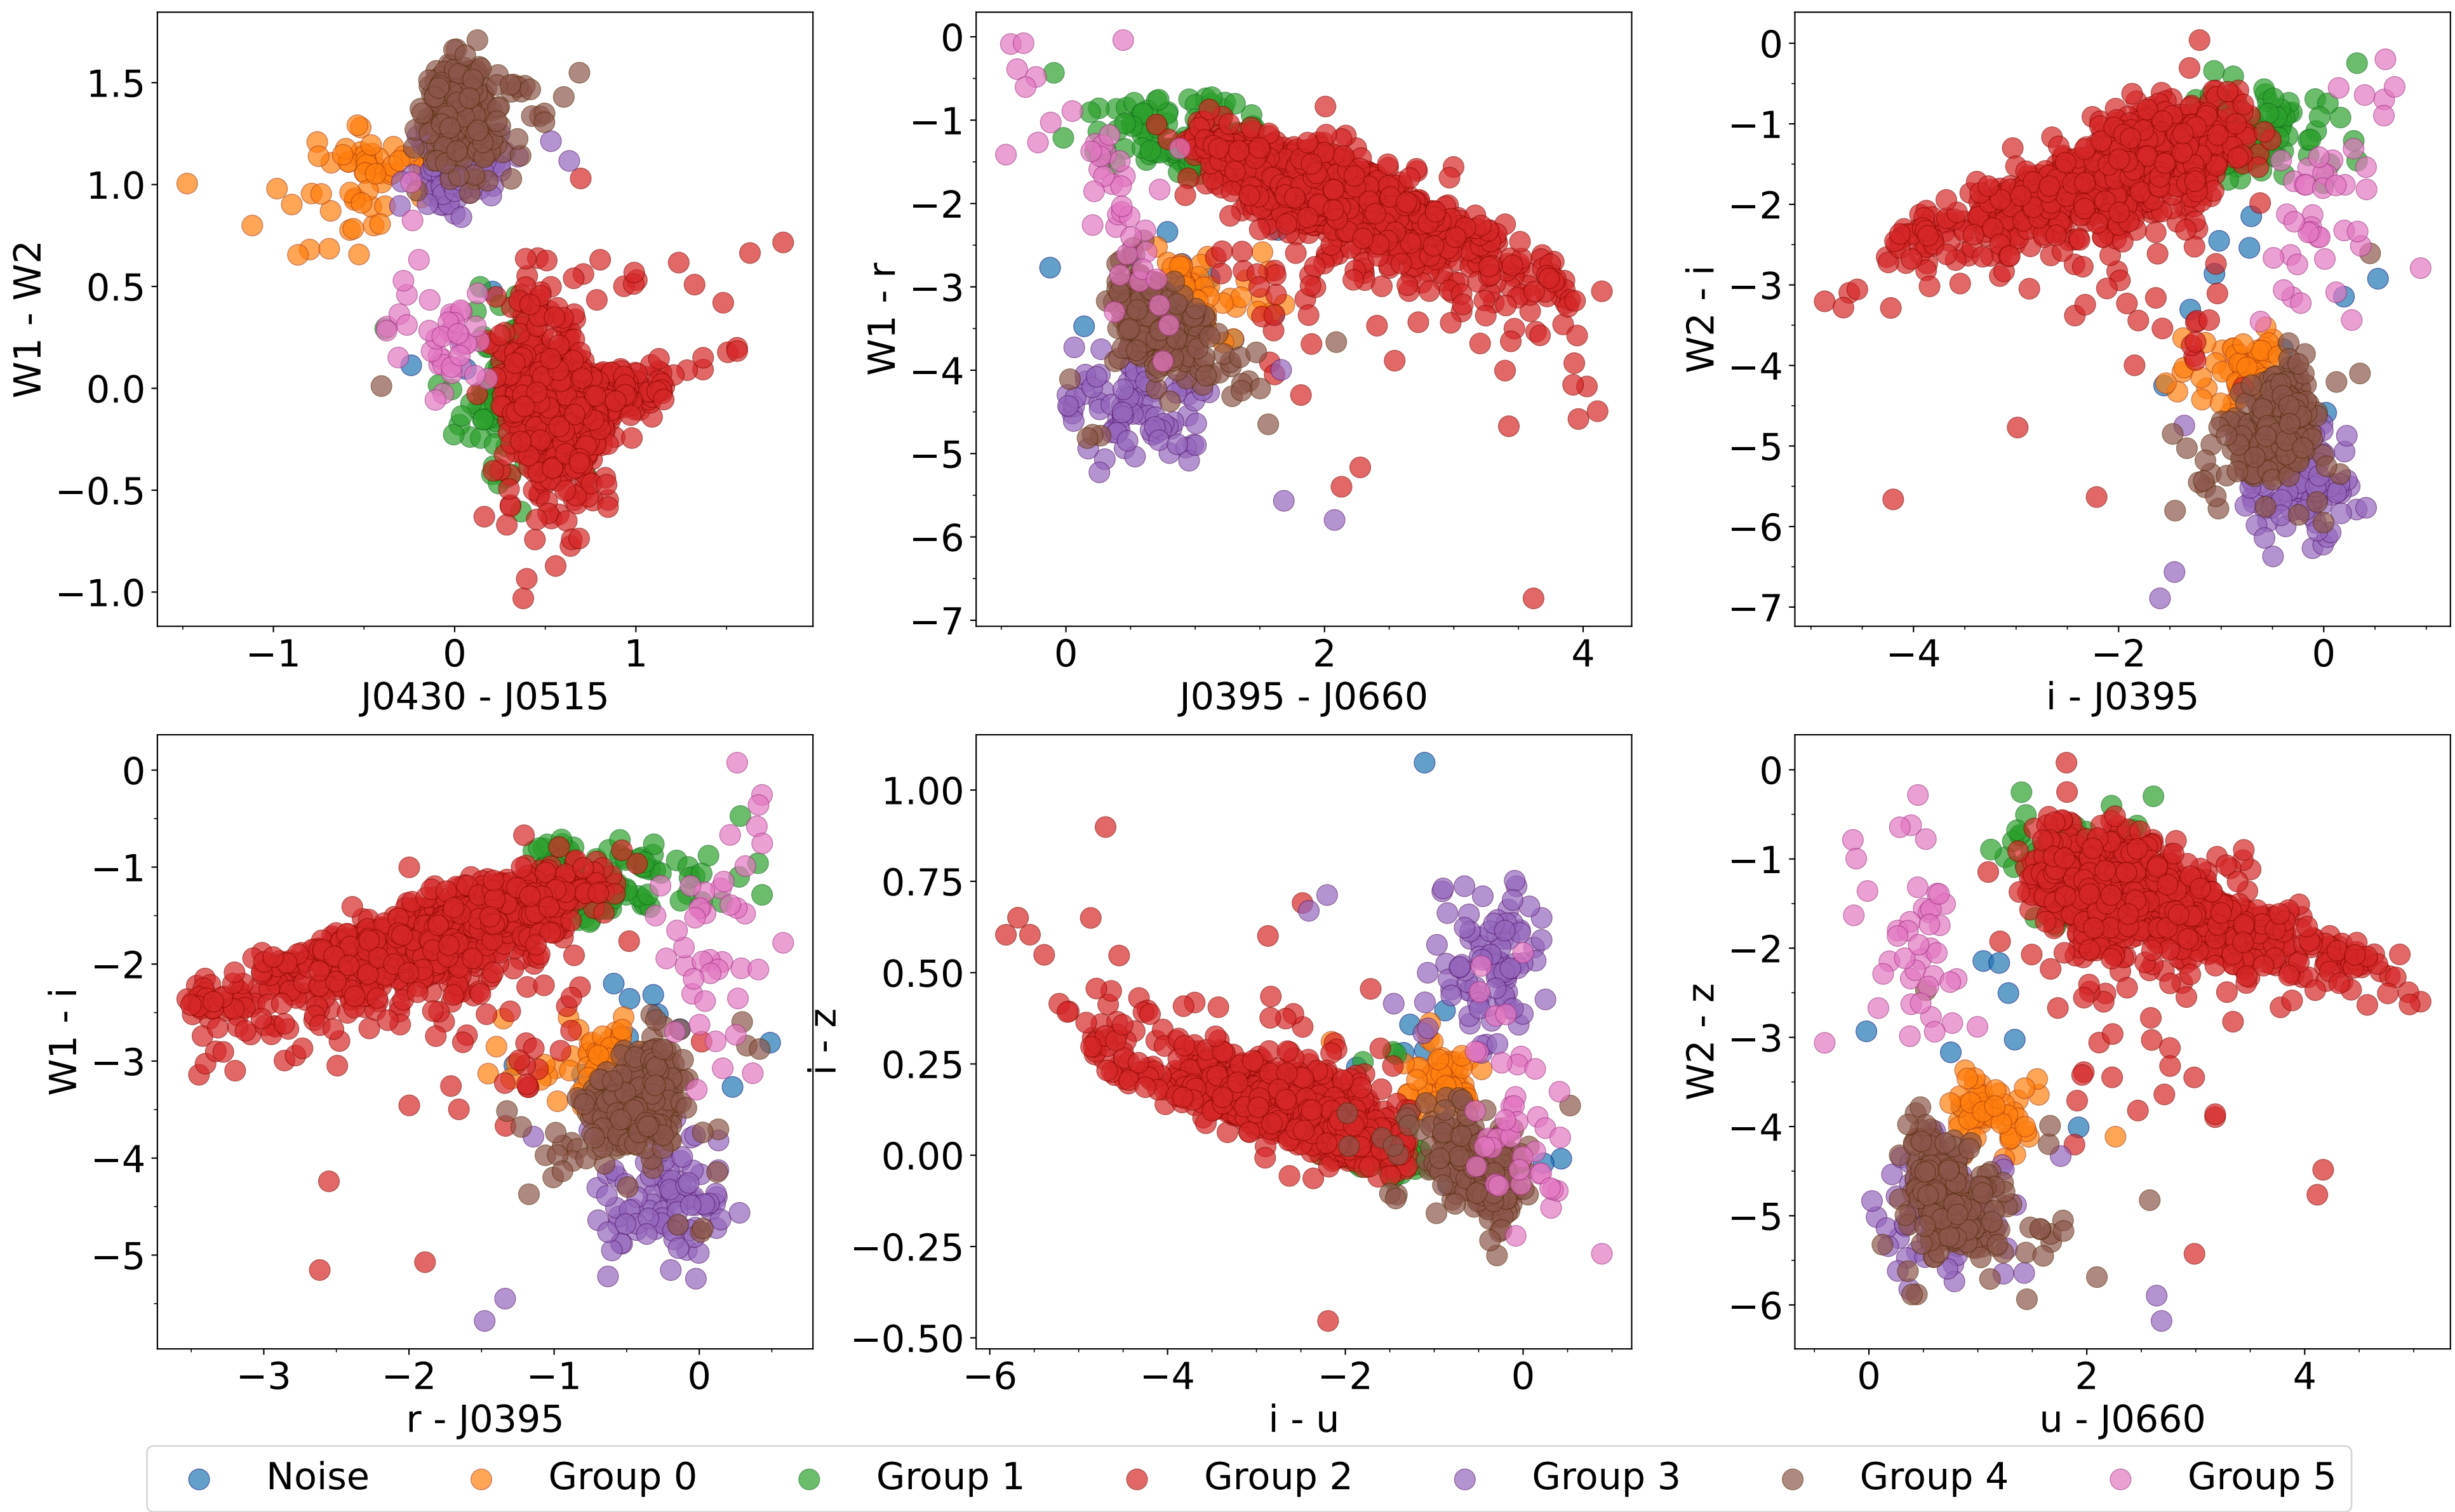 1.5
1.0
0.5
0.0
−0.5
−1.0
W1 - W2
−1 0 1
J0430 - J0515
0
−1
−2
−3
−4
−5
−6
−7
W1 - r
0 2 4
J0395 - J0660
0
−1
−2
−3
−4
−5
−6
−7
W2 - i
−4 −2 0
i - J0395
0
−1
−2
−3
−4
−5
W1 - i
−3 −2 −1 0
r - J0395
1.00
0.75
0.50
0.25
0.00
−0.25
−0.50
i - z
−6 −4 −2 0
i - u
0
−1
−2
−3
−4
−5
−6
W2 - z
0 2 4
u - J0660
Noise Group 0 Group 1 Group 2 Group 3 Group 4 Group 5